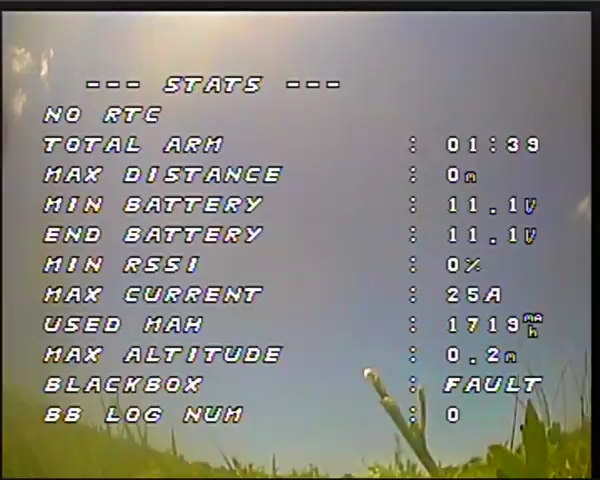 --- STATS ---
NO RTC
TOTAL ARM : 01:39
MAX DISTANCE : 0m
MIN BATTERY : 11.1V
END BATTERY : 11.1V
MIN RSSI : 0%
MAX CURRENT : 25A
USED MAH : 1719mAh
MAX ALTITUDE : 0.2m
BLACKBOX : FAULT
BB LOG NUM : 0